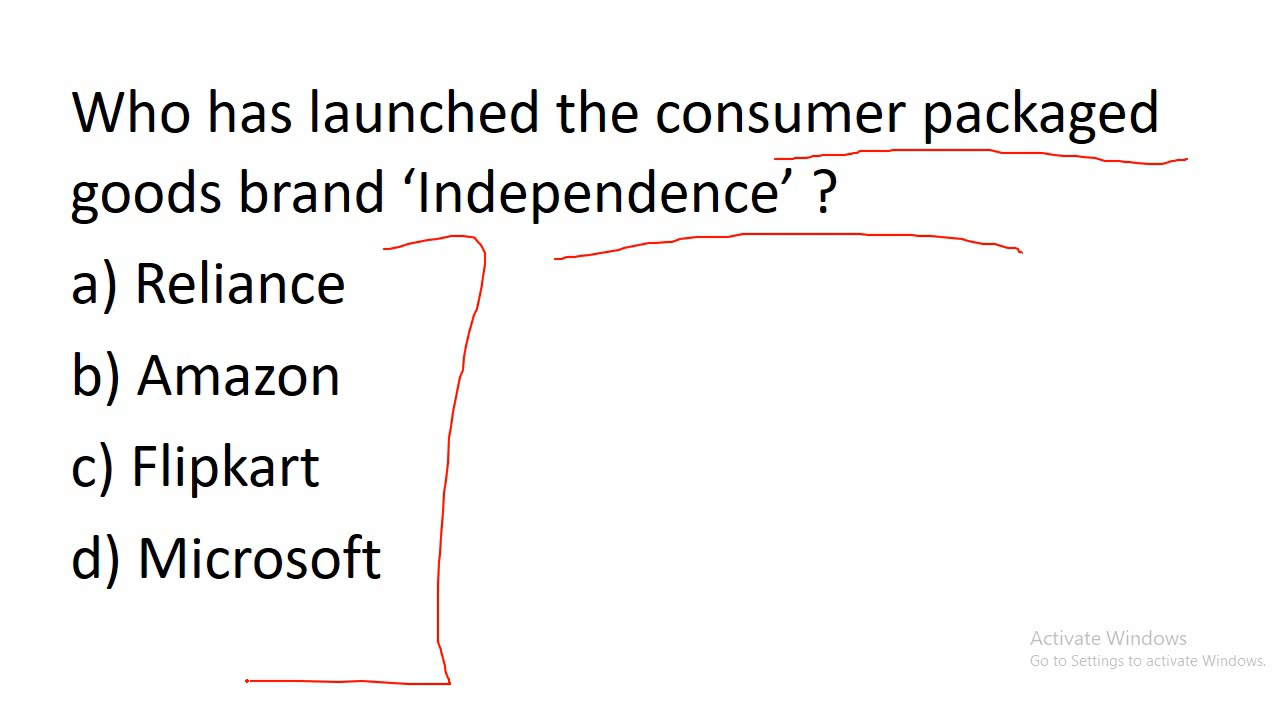 Who has launched the consumer packaged
goods brand ‘Independence’ ?
a) Reliance
b) Amazon
c) Flipkart
d) Microsoft
Activate Windows
Go to Settings to activate Windows.